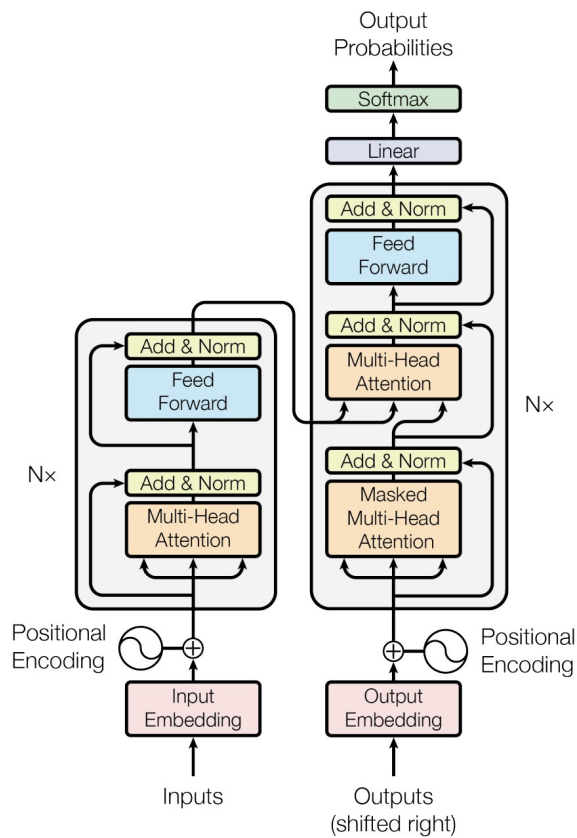 Output
Probabilities
Softmax
Linear
Add & Norm
Feed
Forward
Add & Norm
Multi-Head
Attention
Add & Norm
Masked
Multi-Head
Attention
Nx
Add & Norm
Feed
Forward
Add & Norm
Multi-Head
Attention
Nx
Positional
Encoding
Positional
Encoding
Input
Embedding
Output
Embedding
Inputs
Outputs
(shifted right)